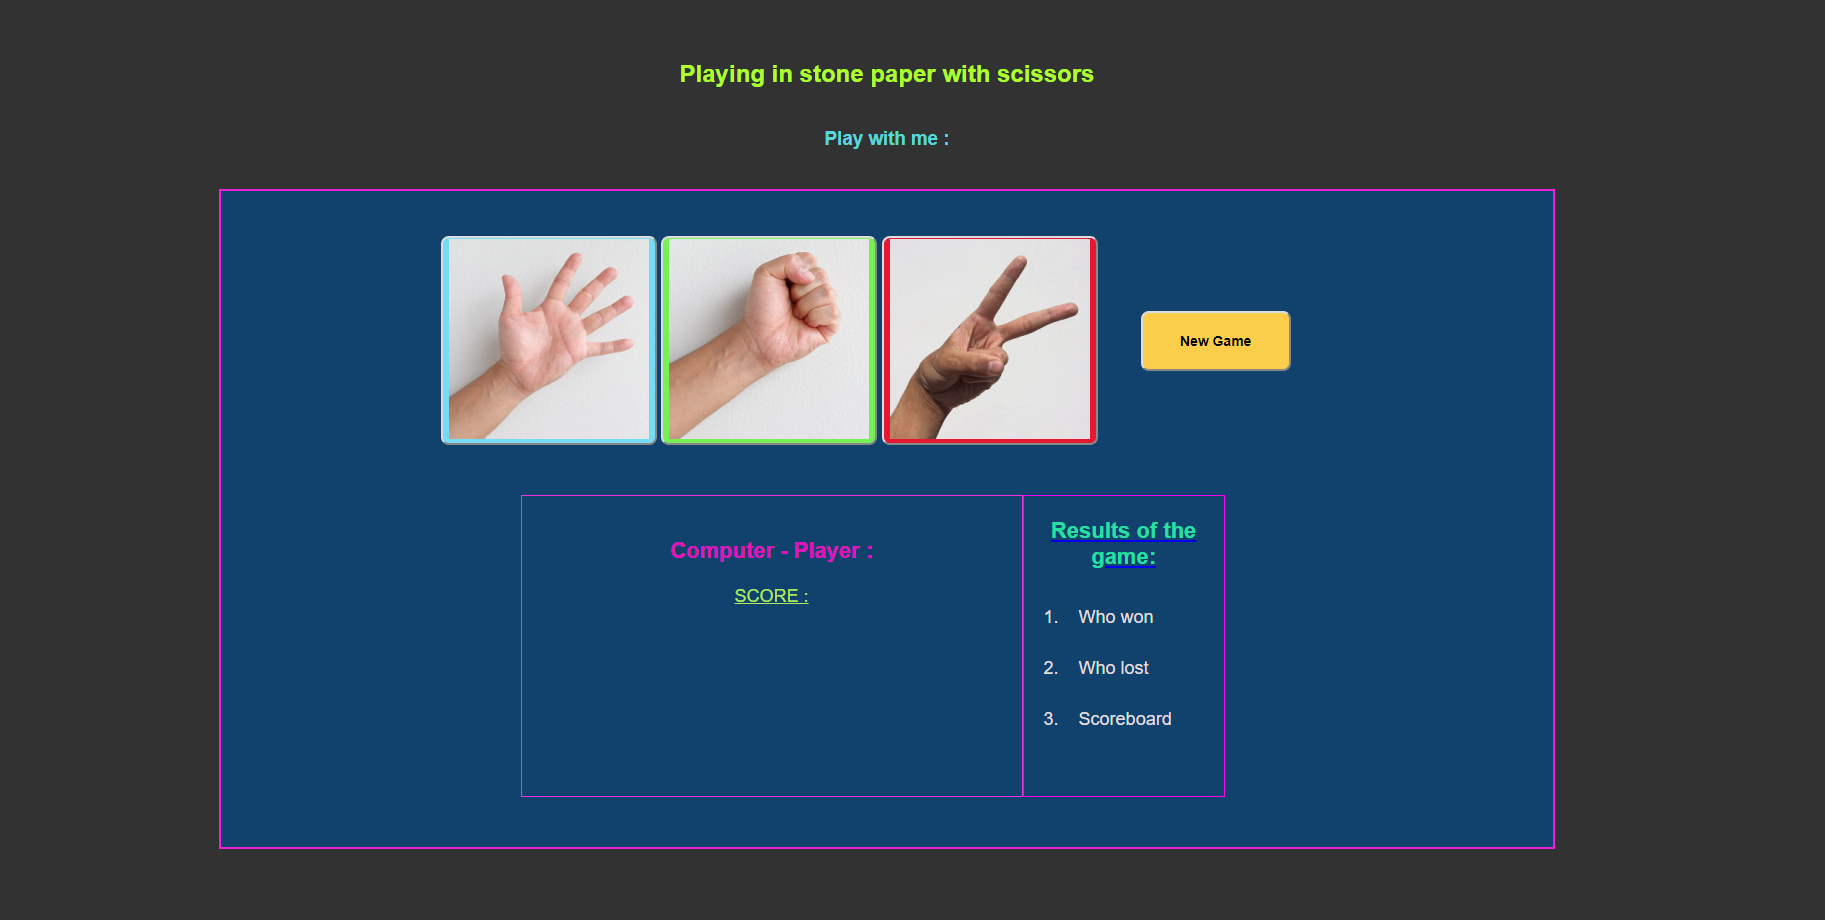 Playing in stone paper with scissors
Play with me :
New Game
Computer - Player :
SCORE :
Results of the
game:
1. Who won
2. Who lost
3. Scoreboard